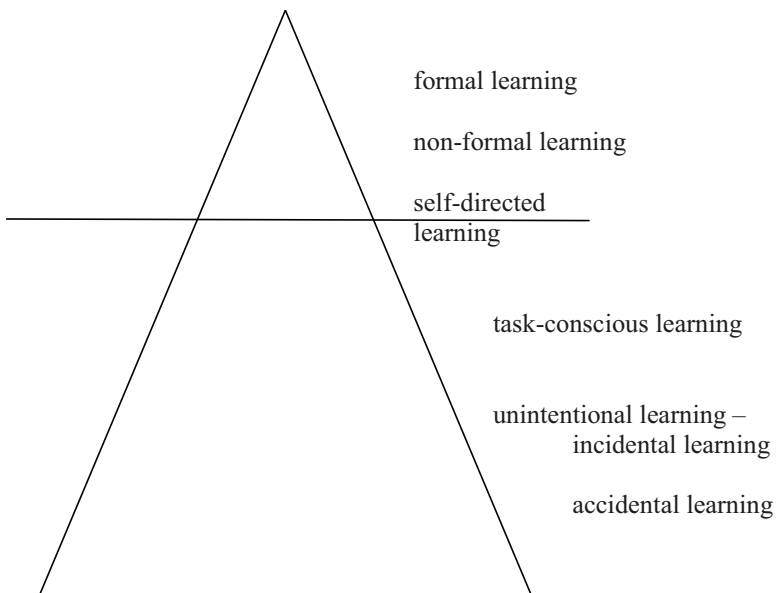 formal learning
non-formal learning
self-directed
learning
task-conscious learning
unintentional learning –
incidental learning
accidental learning